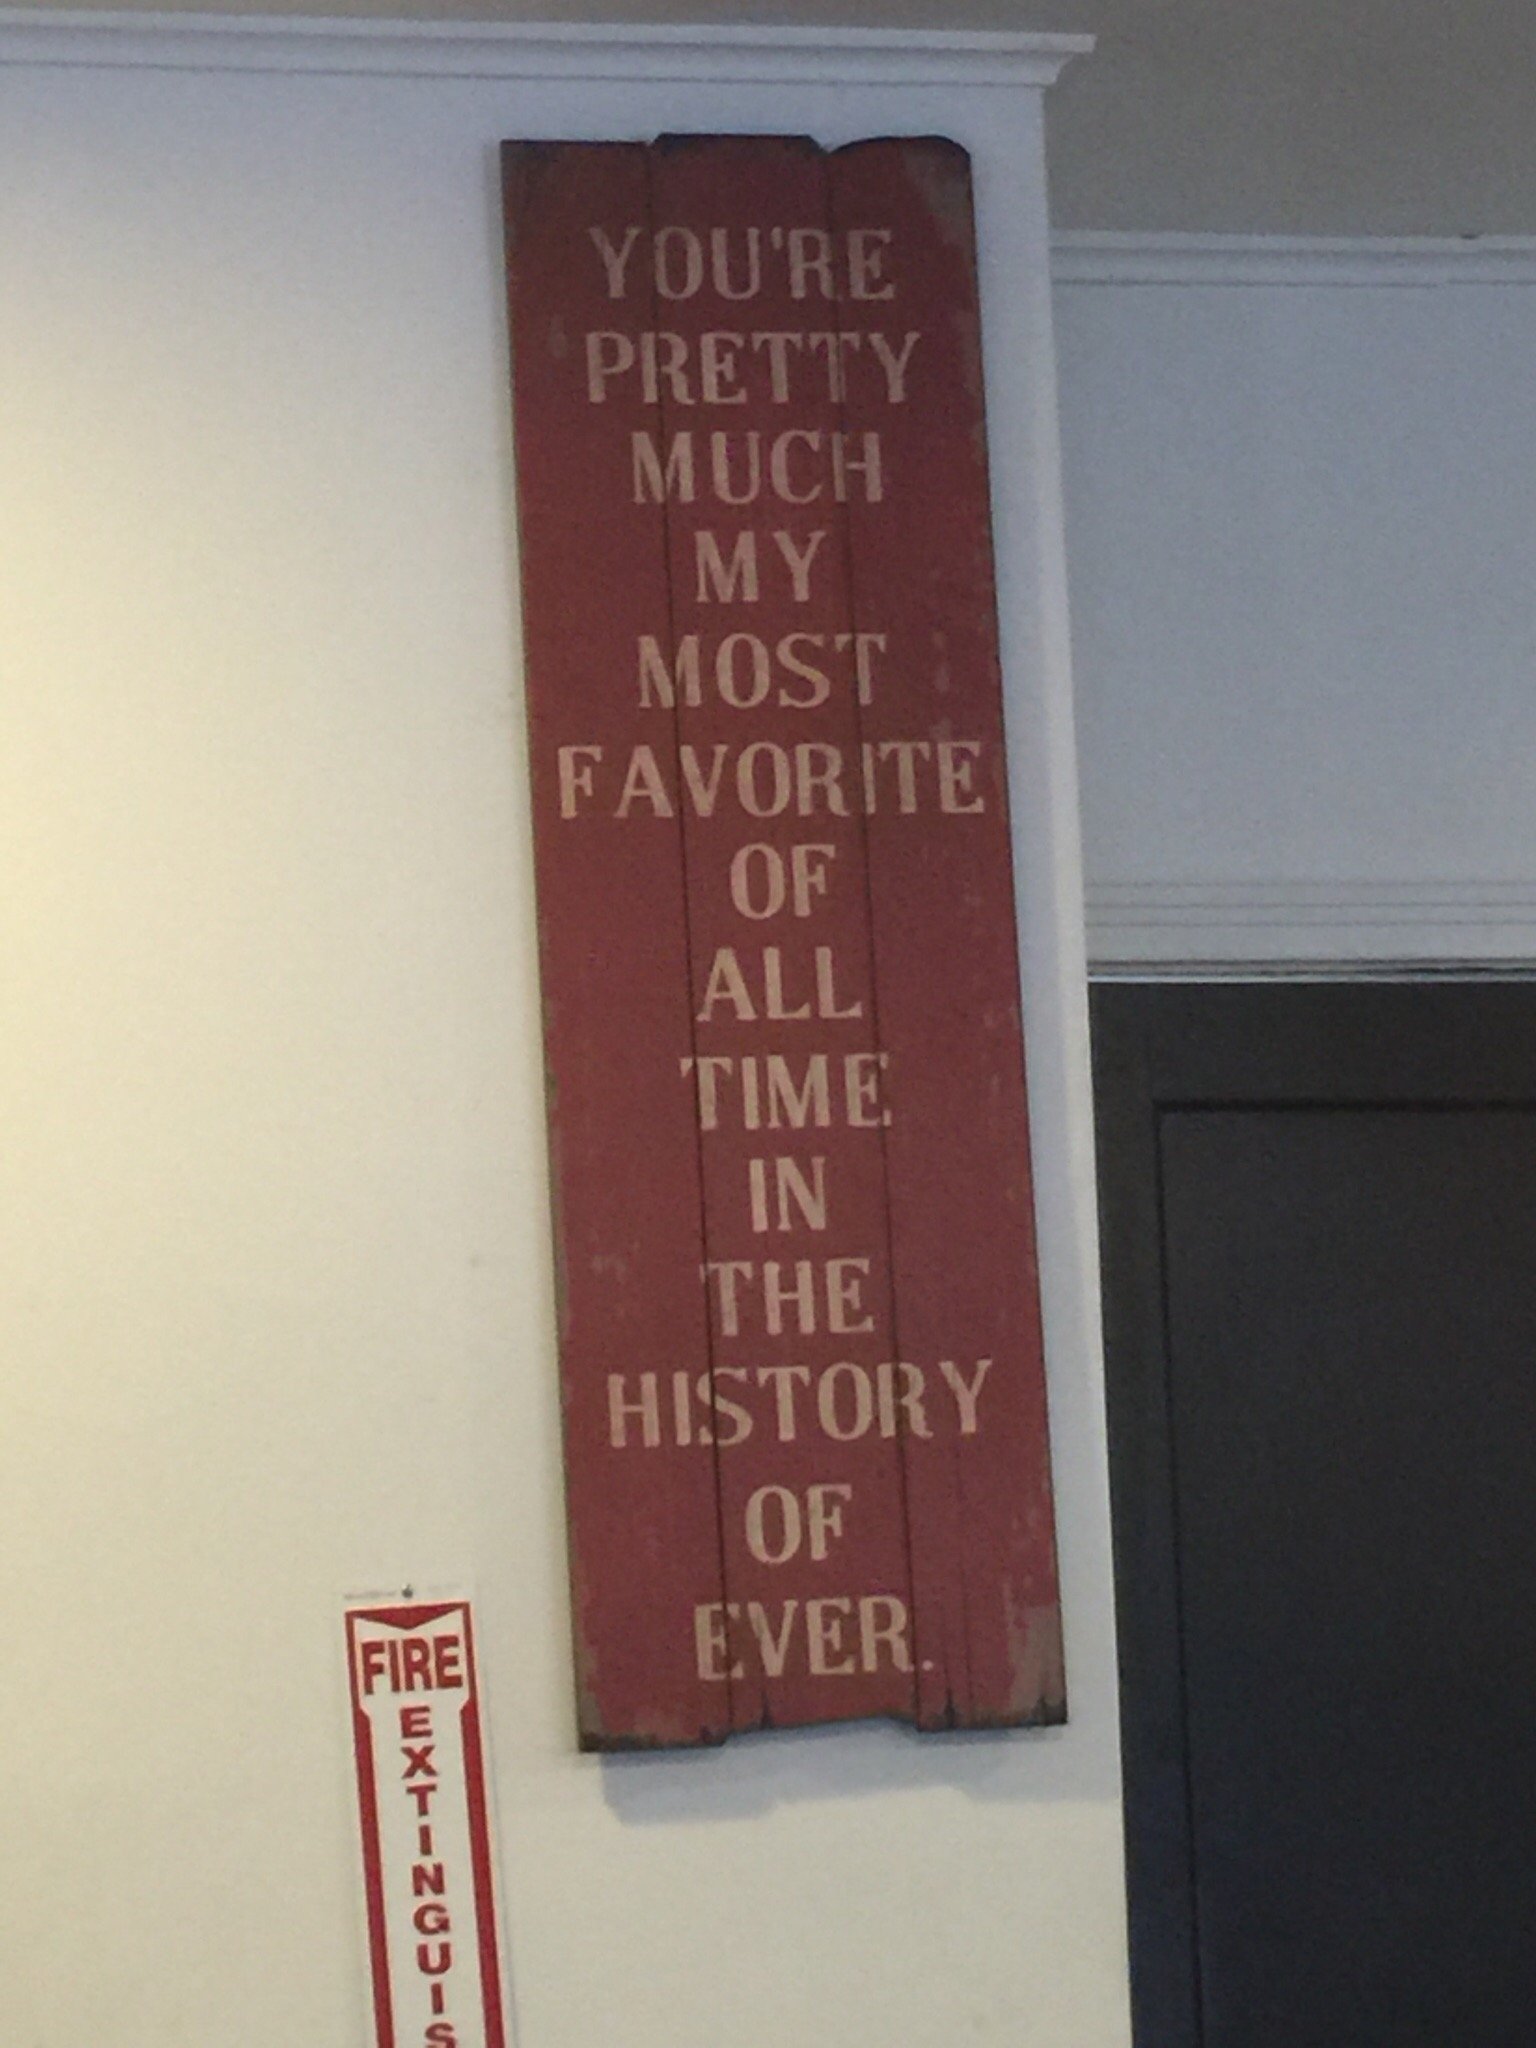 YOU'RE
PRETTY
MUCH
MY
MOST
FAVORITE
OF
ALL
TIME
IN
THE
HISTORY
OF
EVER.
FIRE
EXTINGUIS